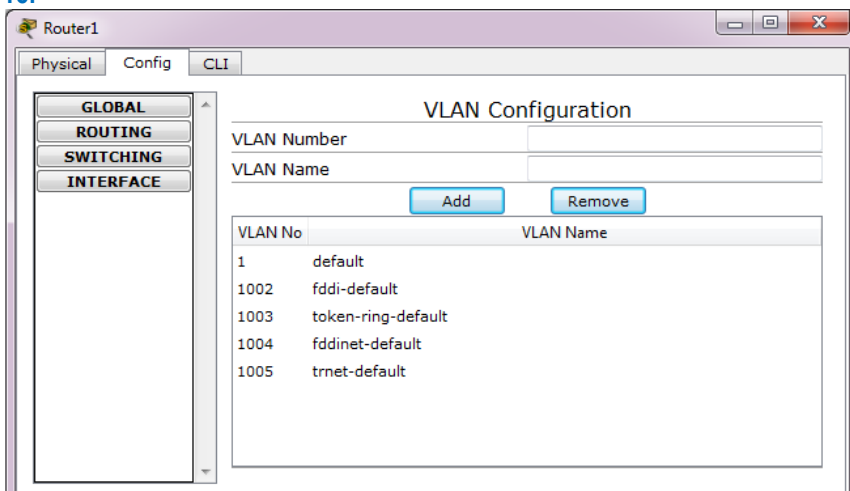 Router1
Physical Config CLI
GLOBAL
ROUTING
SWITCHING
INTERFACE
VLAN Configuration
VLAN Number
VLAN Name
Add Remove
VLAN No VLAN Name
1 default
1002 fddi-default
1003 token-ring-default
1004 fddinet-default
1005 trnet-default